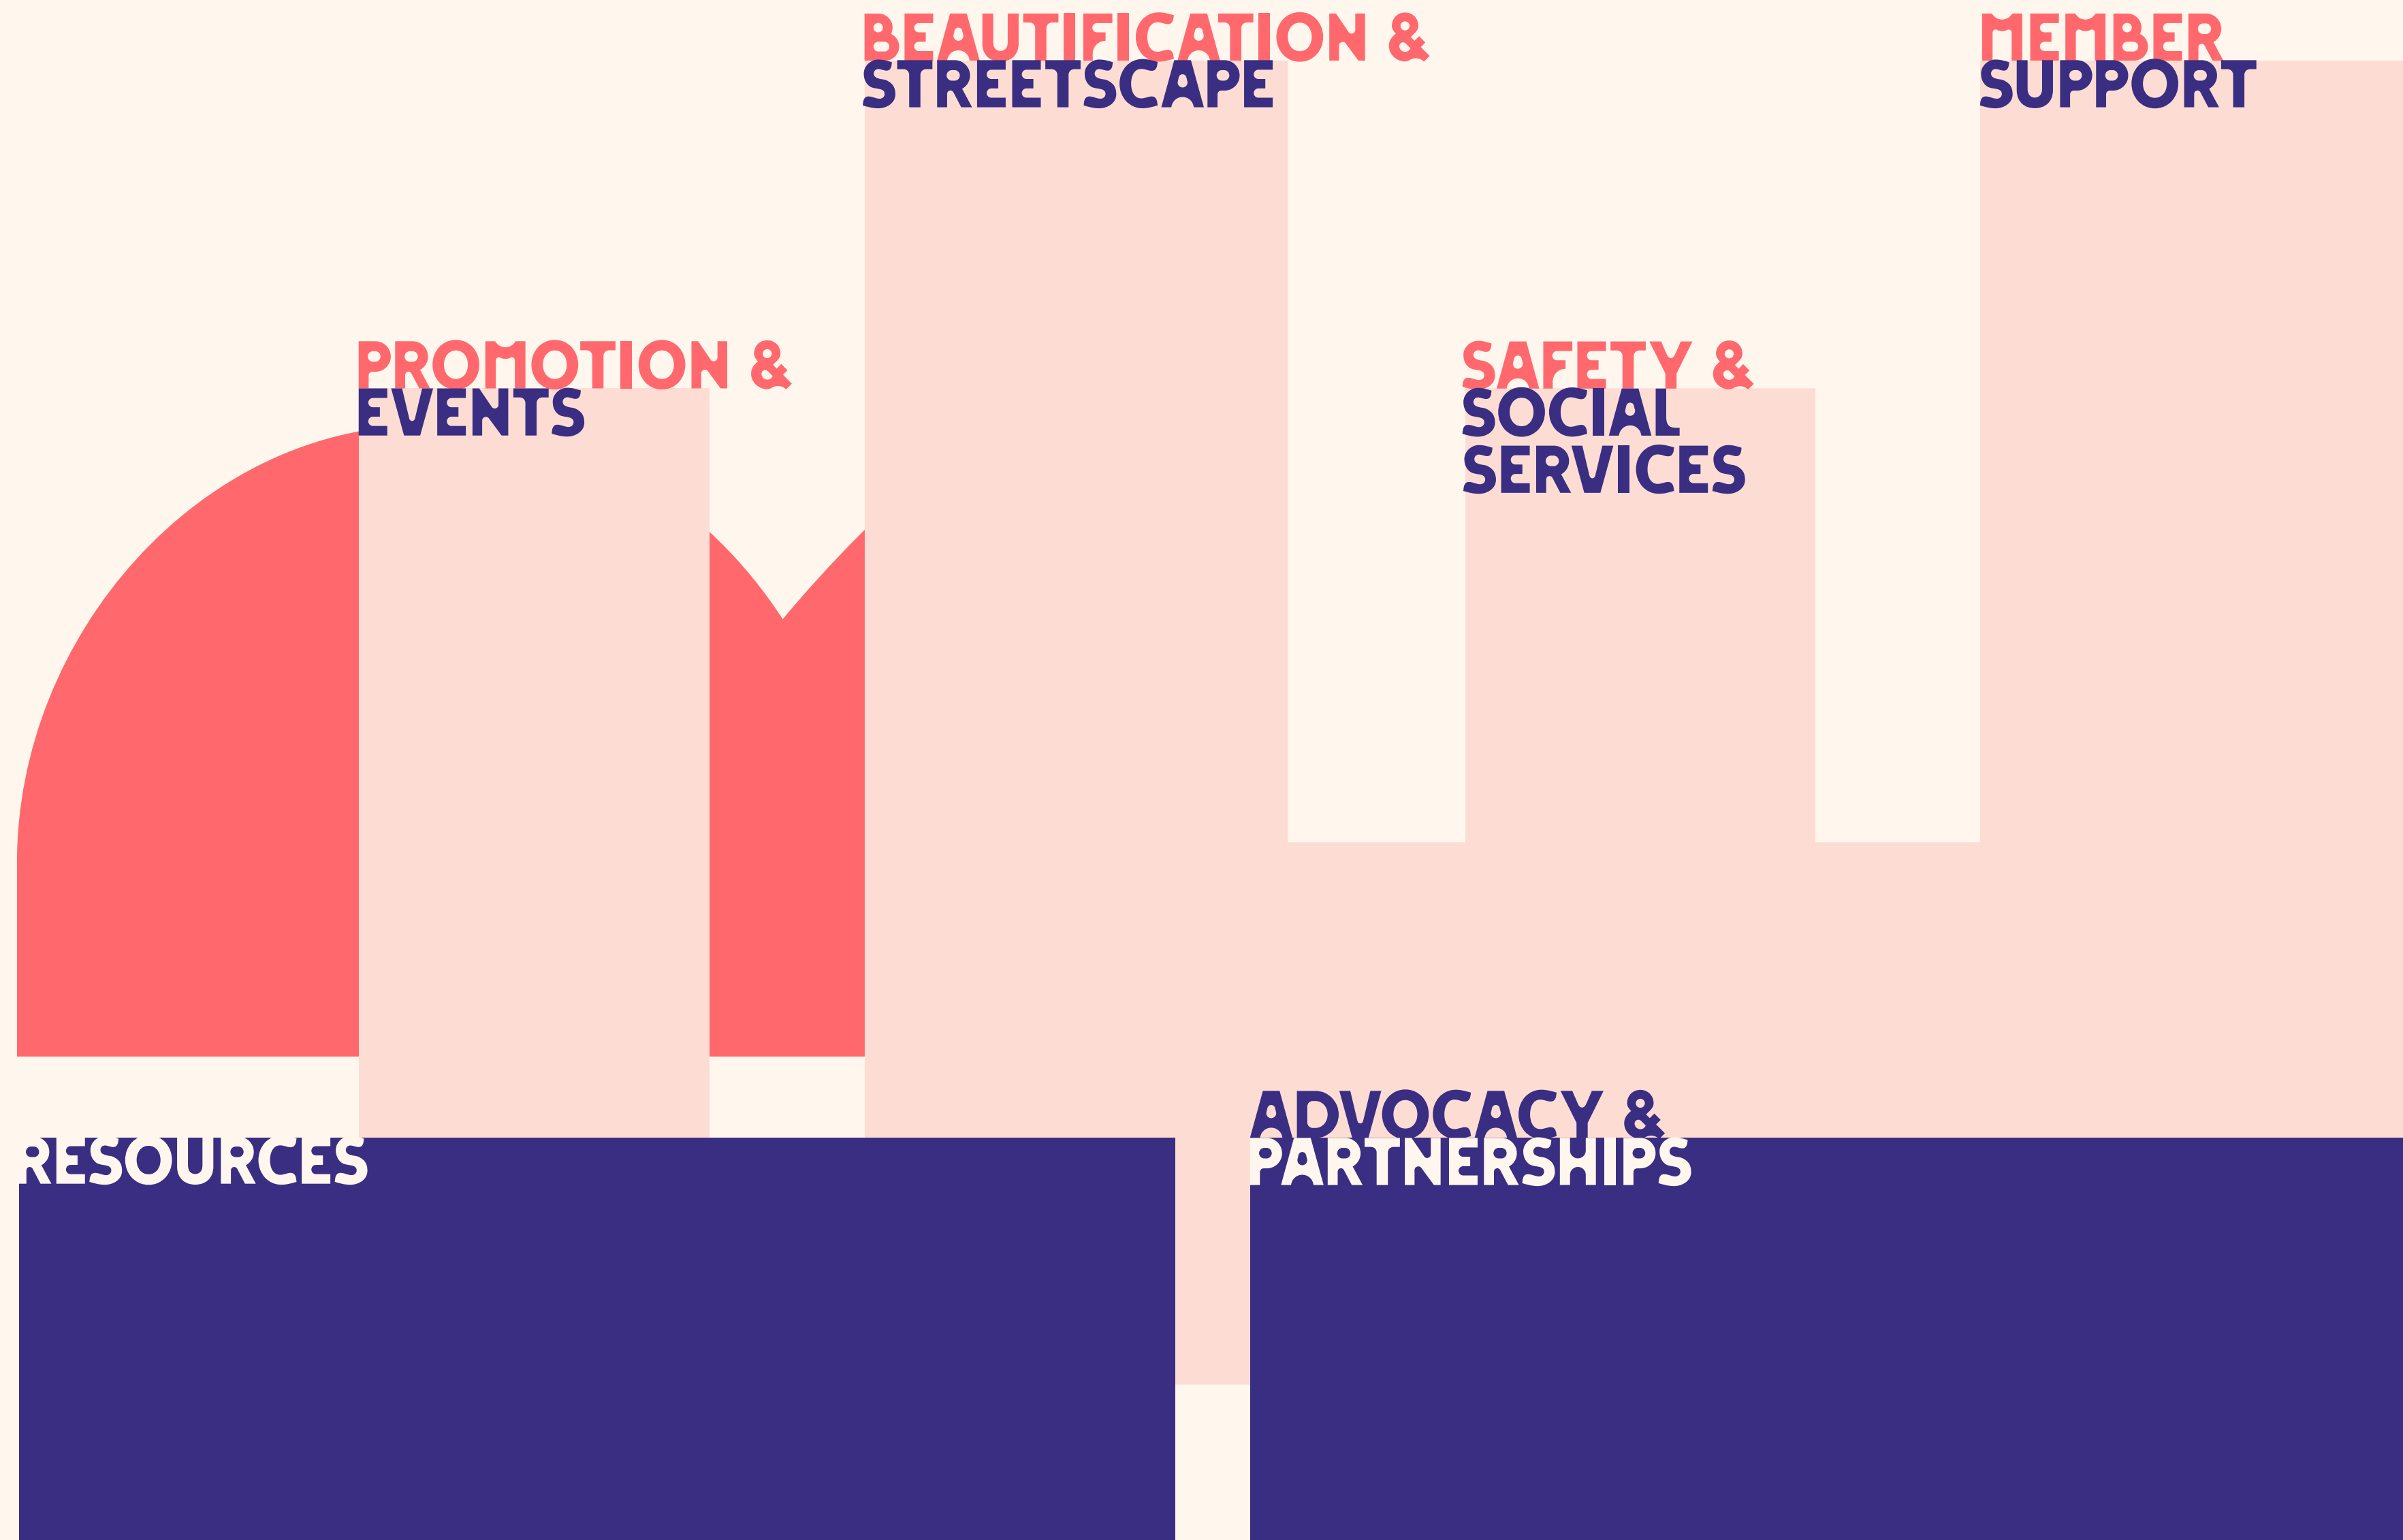 BEAUTIFICATION &
STREETSCAPE
MEMBER
SUPPORT
PROMOTION &
EVENTS
SAFETY &
SOCIAL
SERVICES
RESOURCES
ADVOCACY &
PARTNERSHIPS